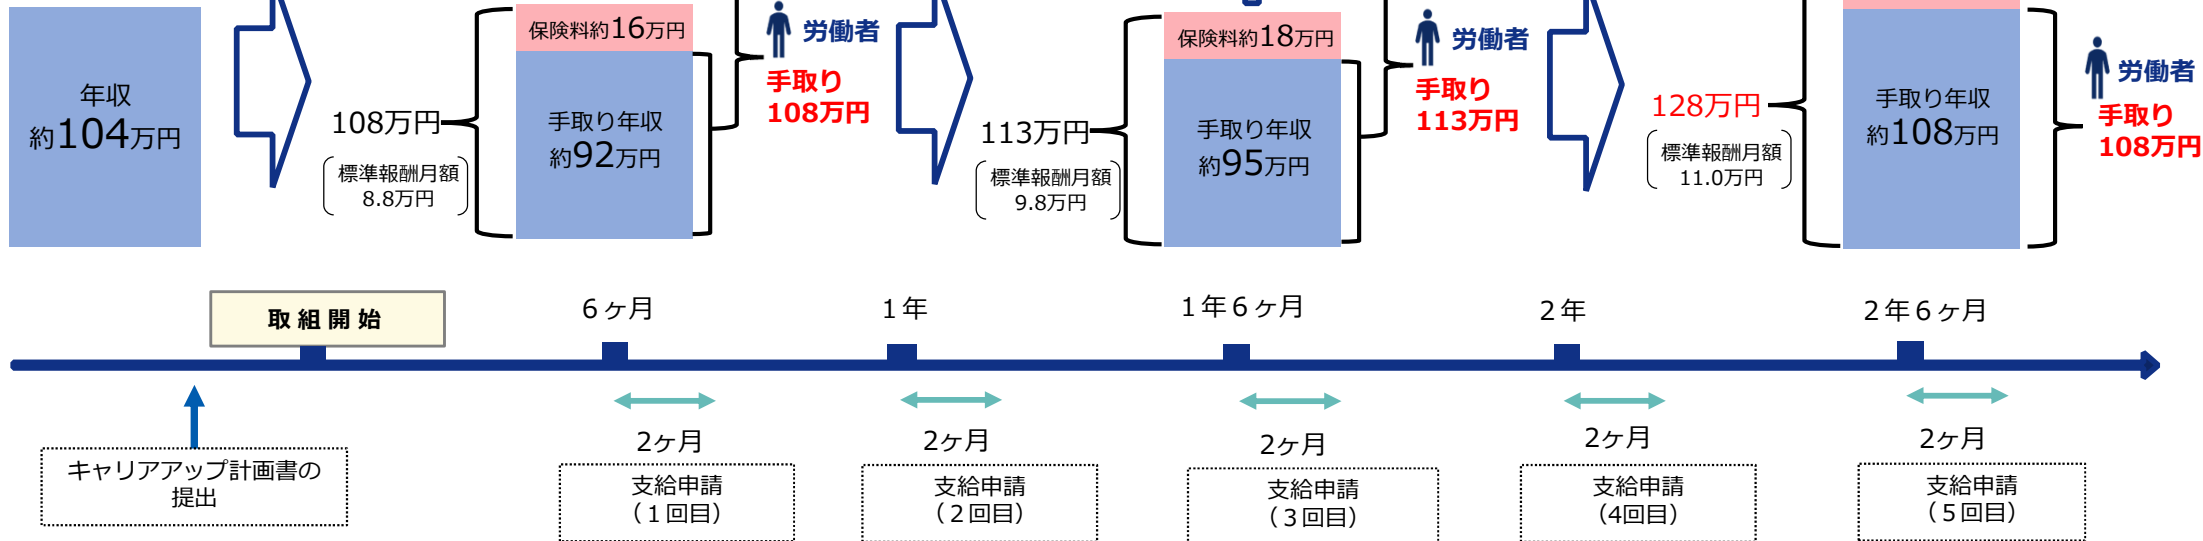 年収
約104万円
108万円
標準報酬月額
8.8万円
保険料約16万円
手取り年収
約92万円
労働者
手取り
108万円
113万円
標準報酬月額
9.8万円
保険料約18万円
手取り年収
約95万円
労働者
手取り
113万円
128万円
標準報酬月額
11.0万円
手取り年収
約108万円
労働者
手取り
108万円
取組開始
6ヶ月
1年
1年6ヶ月
2年
2年6ヶ月
キャリアアップ計画書の
提出
2ヶ月
支給申請
（1回目）
2ヶ月
支給申請
（2回目）
2ヶ月
支給申請
（3回目）
2ヶ月
支給申請
（4回目）
2ヶ月
支給申請
（5回目）